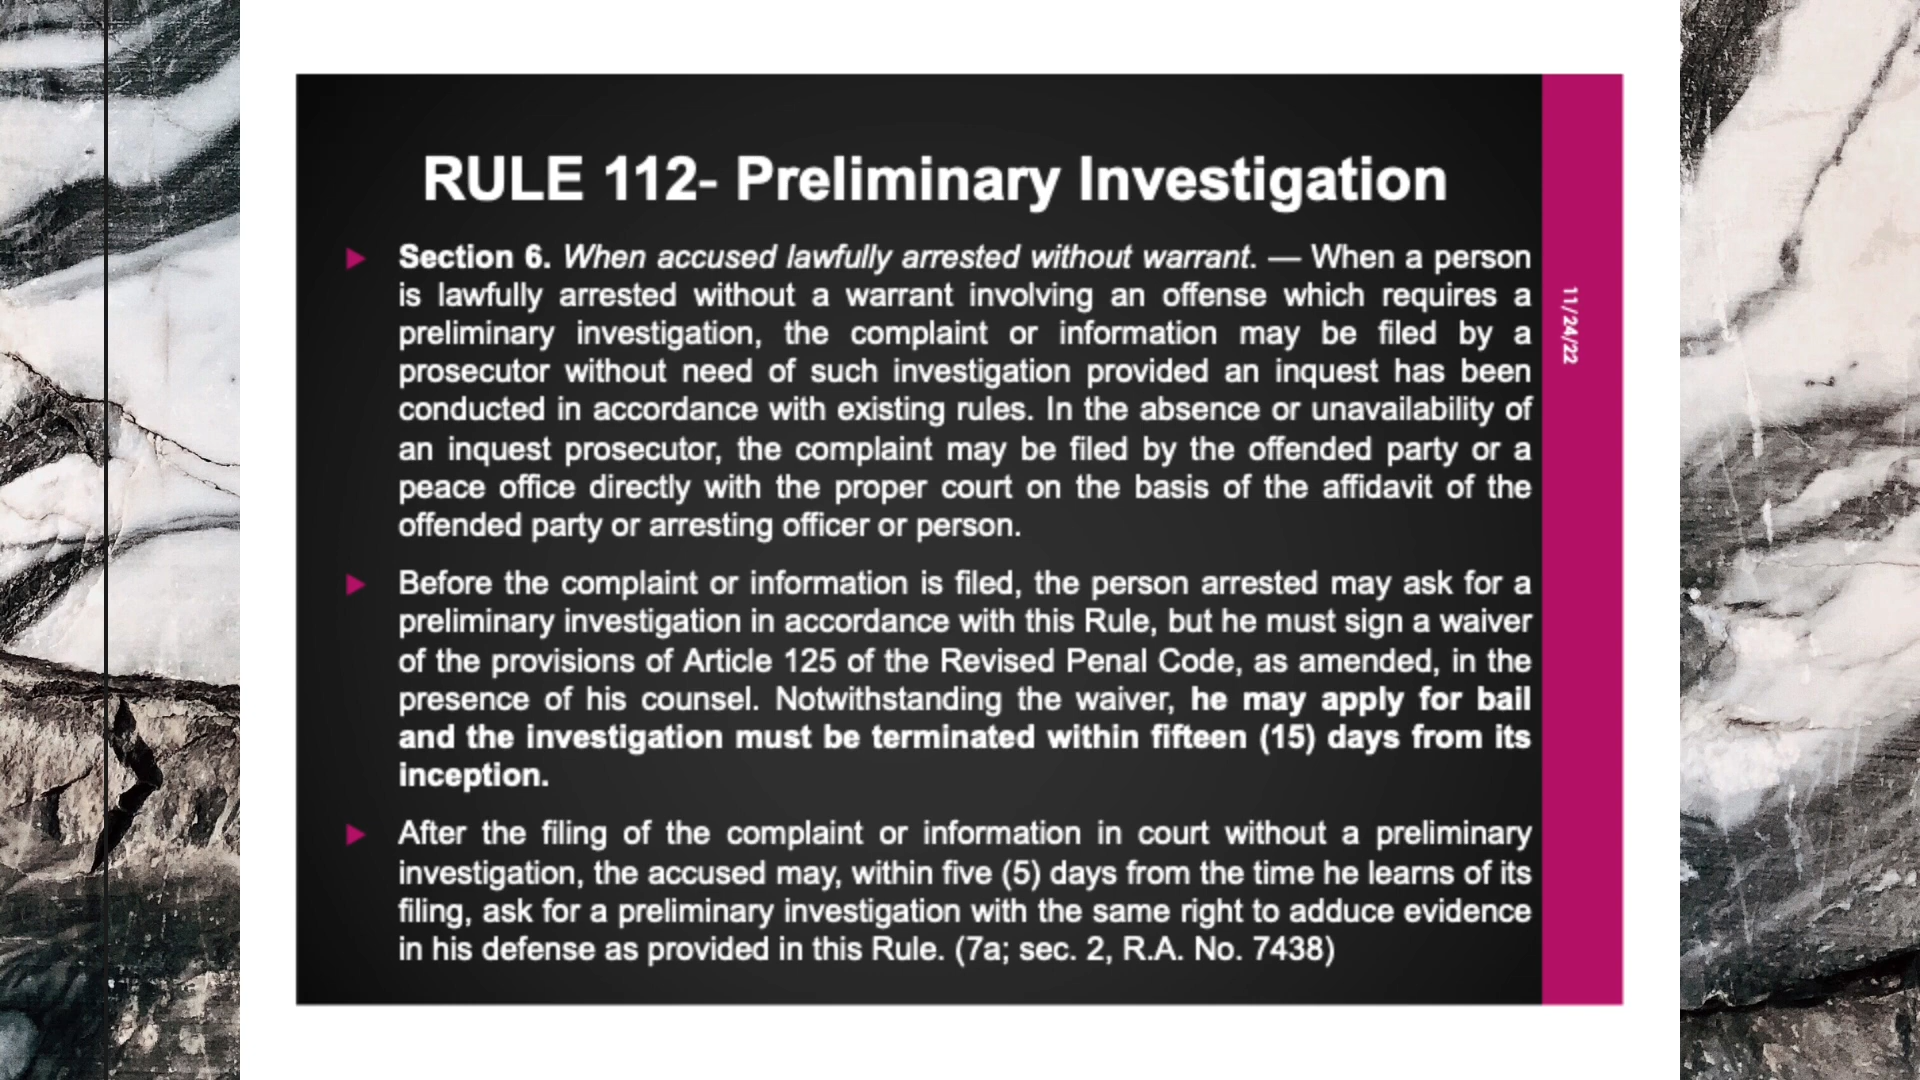 RULE 112- Preliminary Investigation
Section 6. When accused lawfully arrested without warrant. — When a person
is lawfully arrested without a warrant involving an offense which requires a
preliminary investigation, the complaint or information may be filed by a
prosecutor without need of such investigation provided an inquest has been
conducted in accordance with existing rules. In the absence or unavailability of
an inquest prosecutor, the complaint may be filed by the offended party or a
peace office directly with the proper court on the basis of the affidavit of the
offended party or arresting officer or person.
Before the complaint or information is filed, the person arrested may ask for a
preliminary investigation in accordance with this Rule, but he must sign a waiver
of the provisions of Article 125 of the Revised Penal Code, as amended, in the
presence of his counsel. Notwithstanding the waiver, he may apply for bail
and the investigation must be terminated within fifteen (15) days from its
inception.
After the filing of the complaint or information in court without a preliminary
investigation, the accused may, within five (5) days from the time he learns of its
filing, ask for a preliminary investigation with the same right to adduce evidence
in his defense as provided in this Rule. (7a; sec. 2, R.A. No. 7438)
11/24/22